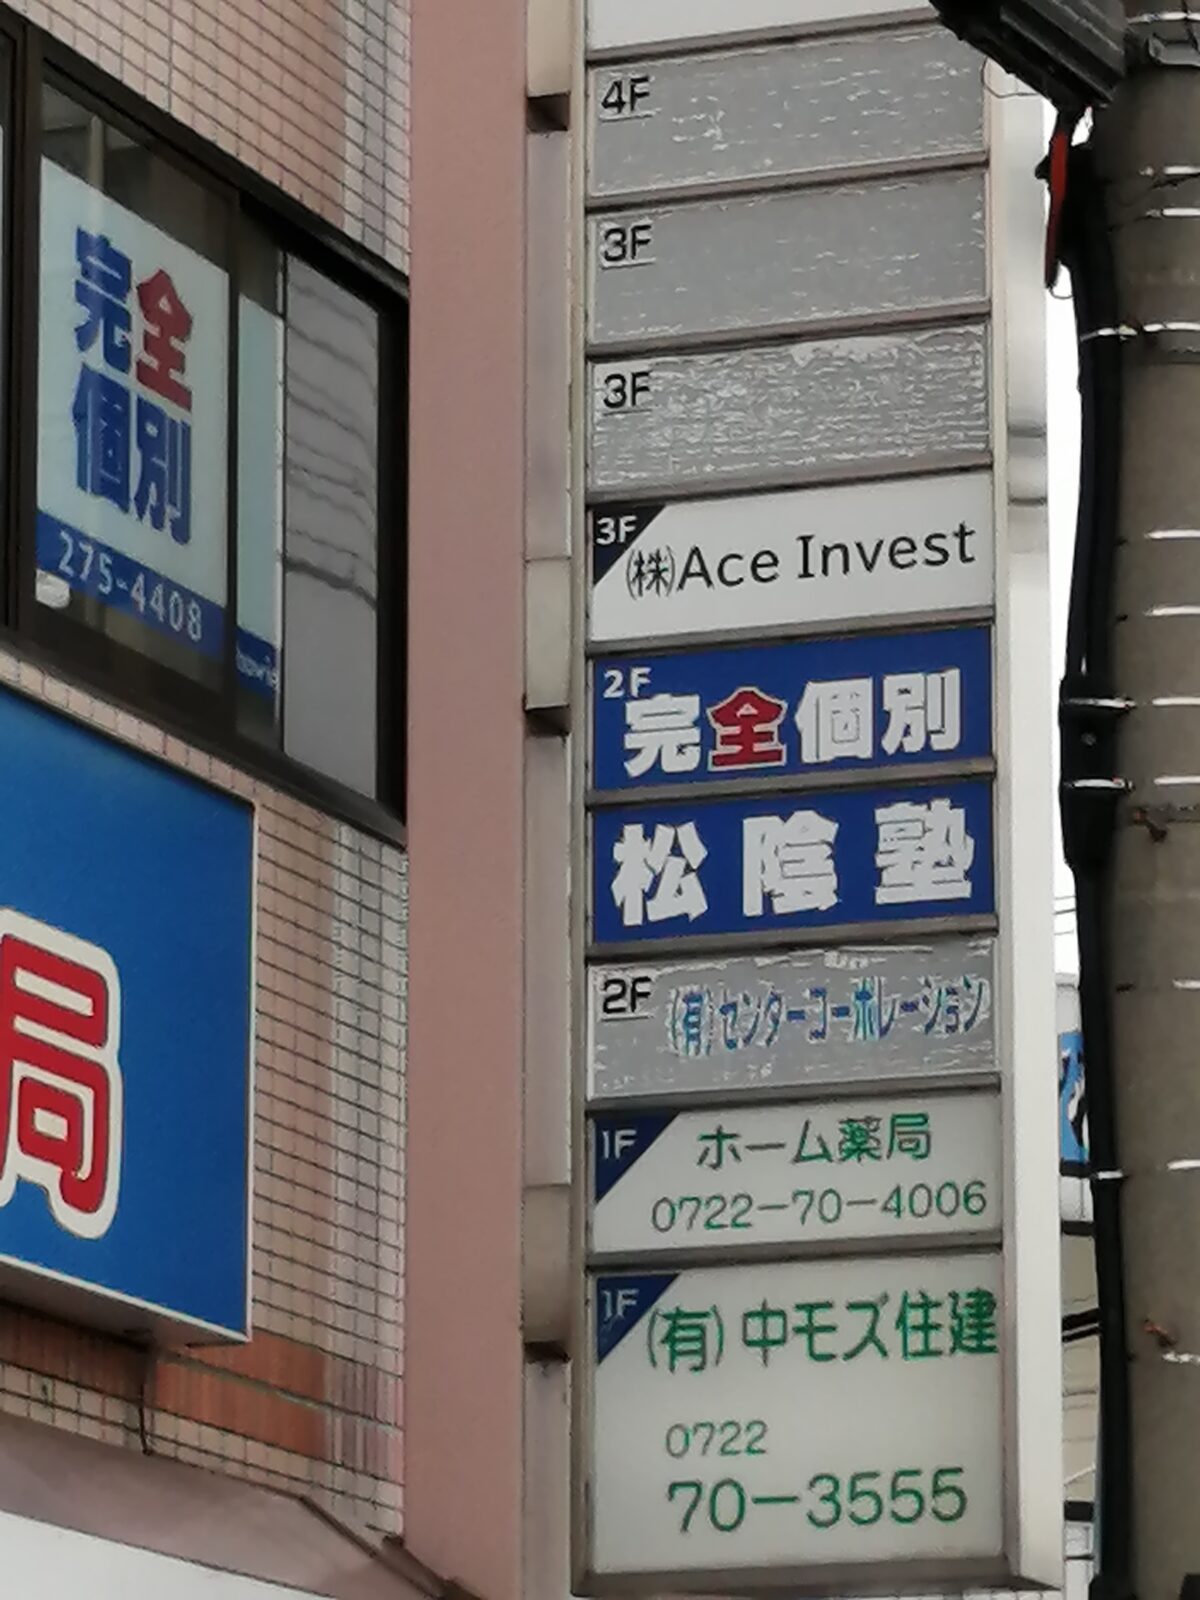 完全
個別
275-4408
局
4F
3F
3F
3F
㈱Ace Invest
2F
完全個別
松陰塾
2F
(有)センターコーポレーション
1F
ホーム薬局
0722-70-4006
1F
(有)中モズ住建
0722
70-3555